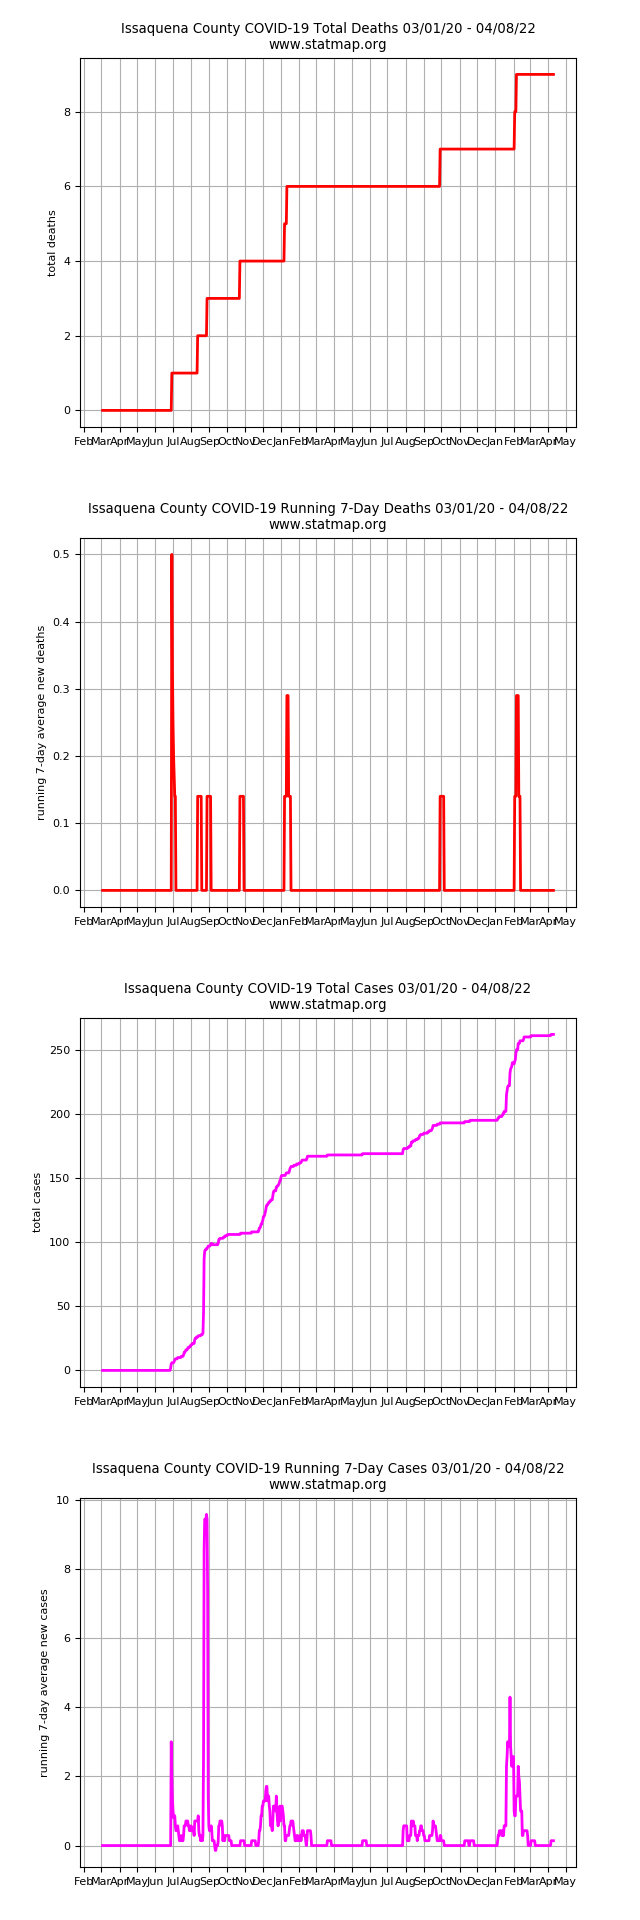 Issaquena County COVID-19 Total Deaths 03/01/20 - 04/08/22
www.statmap.org
total deaths
8
6
4
2
0
Feb Mar Apr May Jun Jul Aug Sep Oct Nov Dec Jan Feb Mar Apr May Jun Jul Aug Sep Oct Nov Dec Jan Feb Mar Apr May
Issaquena County COVID-19 Running 7-Day Deaths 03/01/20 - 04/08/22
www.statmap.org
running 7-day average new deaths
0.5
0.4
0.3
0.2
0.1
0.0
Feb Mar Apr May Jun Jul Aug Sep Oct Nov Dec Jan Feb Mar Apr May Jun Jul Aug Sep Oct Nov Dec Jan Feb Mar Apr May
Issaquena County COVID-19 Total Cases 03/01/20 - 04/08/22
www.statmap.org
total cases
250
200
150
100
50
0
Feb Mar Apr May Jun Jul Aug Sep Oct Nov Dec Jan Feb Mar Apr May Jun Jul Aug Sep Oct Nov Dec Jan Feb Mar Apr May
Issaquena County COVID-19 Running 7-Day Cases 03/01/20 - 04/08/22
www.statmap.org
running 7-day average new cases
10
8
6
4
2
0
Feb Mar Apr May Jun Jul Aug Sep Oct Nov Dec Jan Feb Mar Apr May Jun Jul Aug Sep Oct Nov Dec Jan Feb Mar Apr May